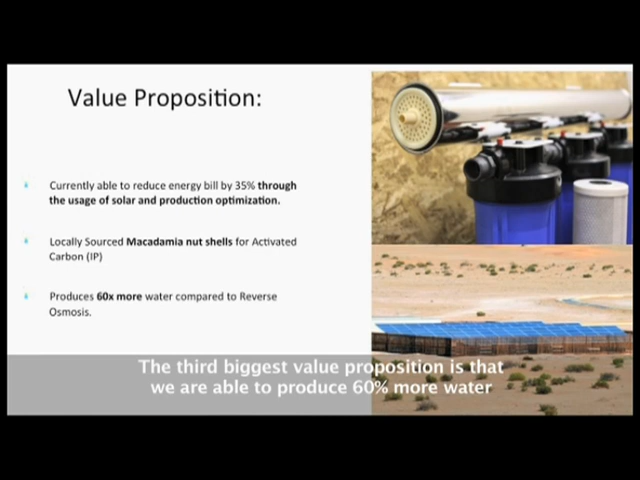 Value Proposition:
Currently able to reduce energy bill by 35% through
the usage of solar and production optimization.
Locally Sourced Macadamia nut shells for Activated
Carbon (IP)
Produces 60x more water compared to Reverse
Osmosis.
The third biggest value proposition is that
we are able to produce 60% more water